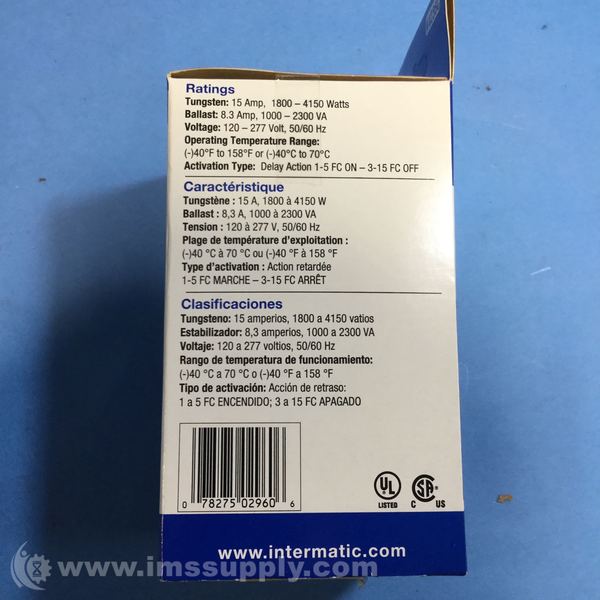 Ratings
Tungsten: 15 Amp, 1800 – 4150 Watts
Ballast: 8.3 Amp, 1000 – 2300 VA
Voltage: 120 – 277 Volt, 50/60 Hz
Operating Temperature Range:
(-)40°F to 158°F or (-)40°C to 70°C
Activation Type: Delay Action 1-5 FC ON – 3-15 FC OFF
Caractéristique
Tungstène : 15 A, 1800 à 4150 W
Ballast : 8,3 A, 1000 à 2300 VA
Tension : 120 à 277 V, 50/60 Hz
Plage de température d'exploitation :
(-)40 °C à 70 °C ou (-)40 °F à 158 °F
Type d'activation : Action retardée
1-5 FC MARCHE – 3-15 FC ARRÊT
Clasificaciones
Tungsteno: 15 amperios, 1800 a 4150 vatios
Estabilizador: 8,3 amperios, 1000 a 2300 VA
Voltaje: 120 a 277 voltios, 50/60 Hz
Rango de temperatura de funcionamiento:
(-)40 °C a 70 °C o (-)40 °F a 158 °F
Tipo de activación: Acción de retraso:
1 a 5 FC ENCENDIDO; 3 a 15 FC APAGADO
0 78275 02960 6
UL LISTED
C SA® US
www.intermatic.com
www.imssupply.com